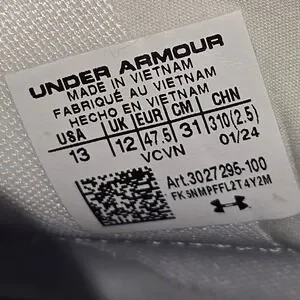 UNDER ARMOUR
MADE IN VIETNAM
FABRIQUÉ AU VIETNAM
HECHO EN VIETNAM
USA UK EUR CM CHN
13 12 47.5 31 310(2.5)
VCVN 01/24
Art.3027295-100
FK5NMPFFL2T4Y2M